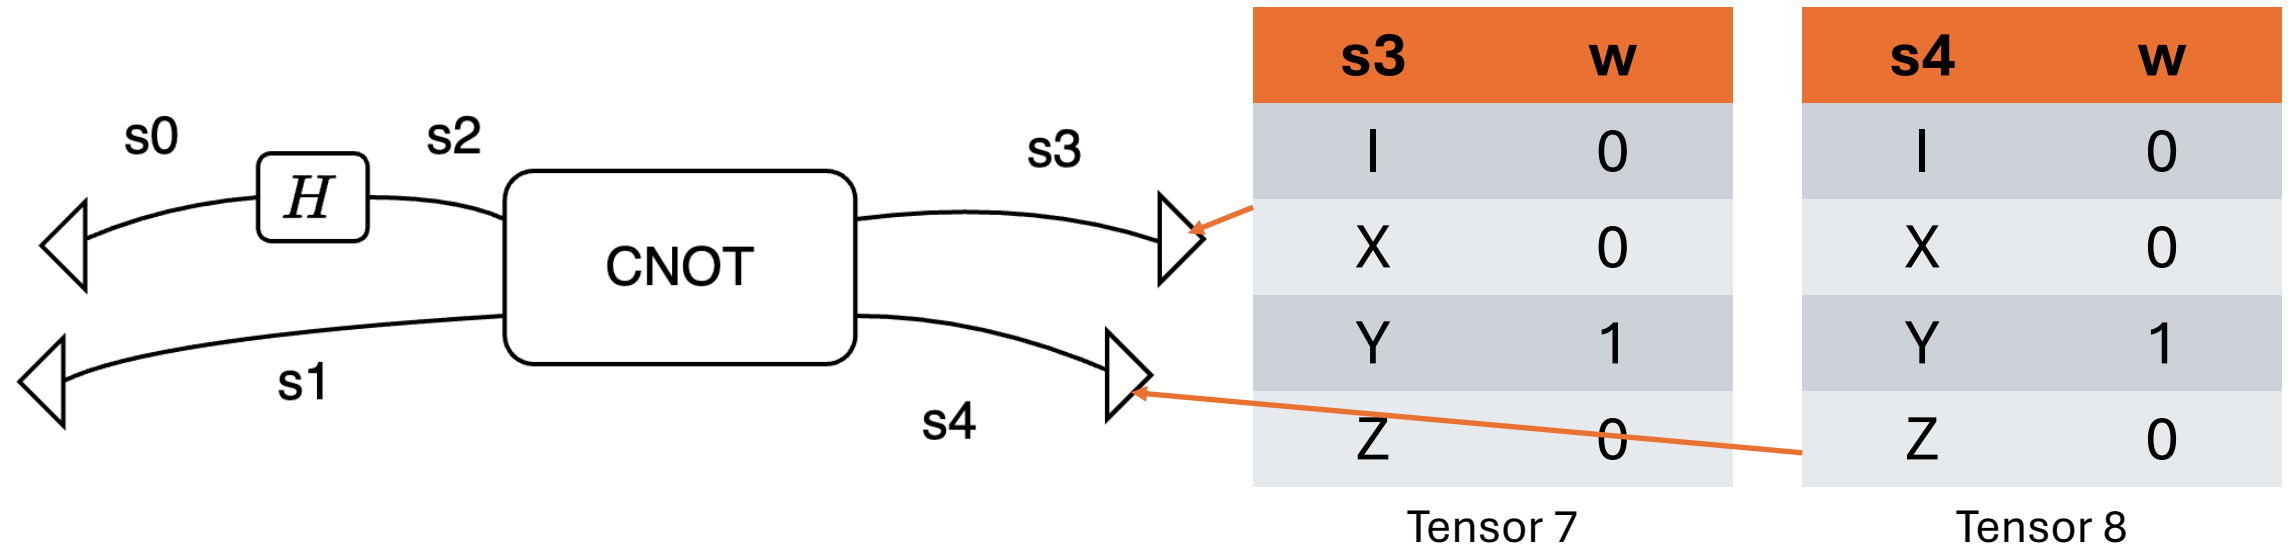 s0
H
s2
CNOT
s3
s1
s4
s3 w
I 0
X 0
Y 1
Z 0
Tensor 7
s4 w
I 0
X 0
Y 1
Z 0
Tensor 8